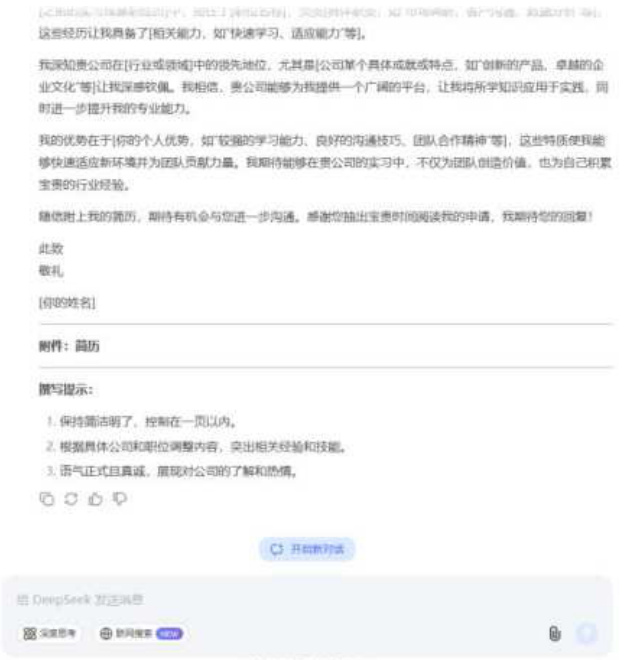 这些经历让我具备了[相关能力，如"快速学习、适应能力"等]。
我深知贵公司在[行业或领域]中的领先地位，尤其是[公司某个具体成就或特点，如"创新的产品、卓越的企
业文化"等]让我深感钦佩。我相信，贵公司能够为我提供一个广阔的平台，让我将所学知识应用于实践，同
时进一步提升我的专业能力。
我的优势在于[你的个人优势，如"较强的学习能力、良好的沟通技巧、团队合作精神"等]，这些特质使我能
够快速适应新环境并为团队贡献力量。我期待能够在贵公司的实习中，不仅为团队创造价值，也为自己积累
宝贵的行业经验。
随信附上我的简历，期待有机会与您进一步沟通。感谢您抽出宝贵时间阅读我的申请，我期待您的回复！
此致
敬礼，
[你的姓名]
附件：简历
撰写提示：
1. 保持简洁明了，控制在一页以内。
2. 根据具体公司和职位调整内容，突出相关经验和技能。
3. 语气正式且真诚，展现对公司的了解和热情。
开启新对话
给 DeepSeek 发送消息
深度思考 联网搜索 NEW